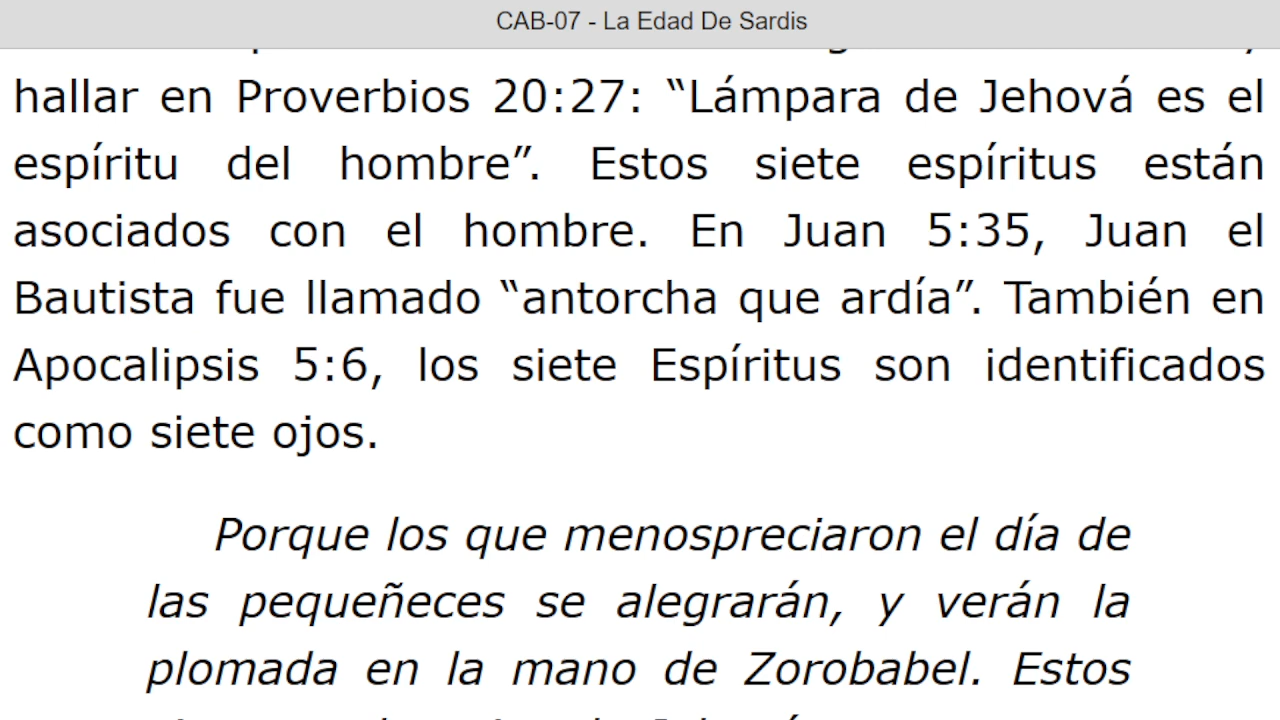 CAB-07 - La Edad De Sardis
hallar en Proverbios 20:27: “Lámpara de Jehová es el
espíritu del hombre”. Estos siete espíritus están
asociados con el hombre. En Juan 5:35, Juan el
Bautista fue llamado “antorcha que ardía”. También en
Apocalipsis 5:6, los siete Espíritus son identificados
como siete ojos.
Porque los que menospreciaron el día de
las pequeñeces se alegrarán, y verán la
plomada en la mano de Zorobabel. Estos